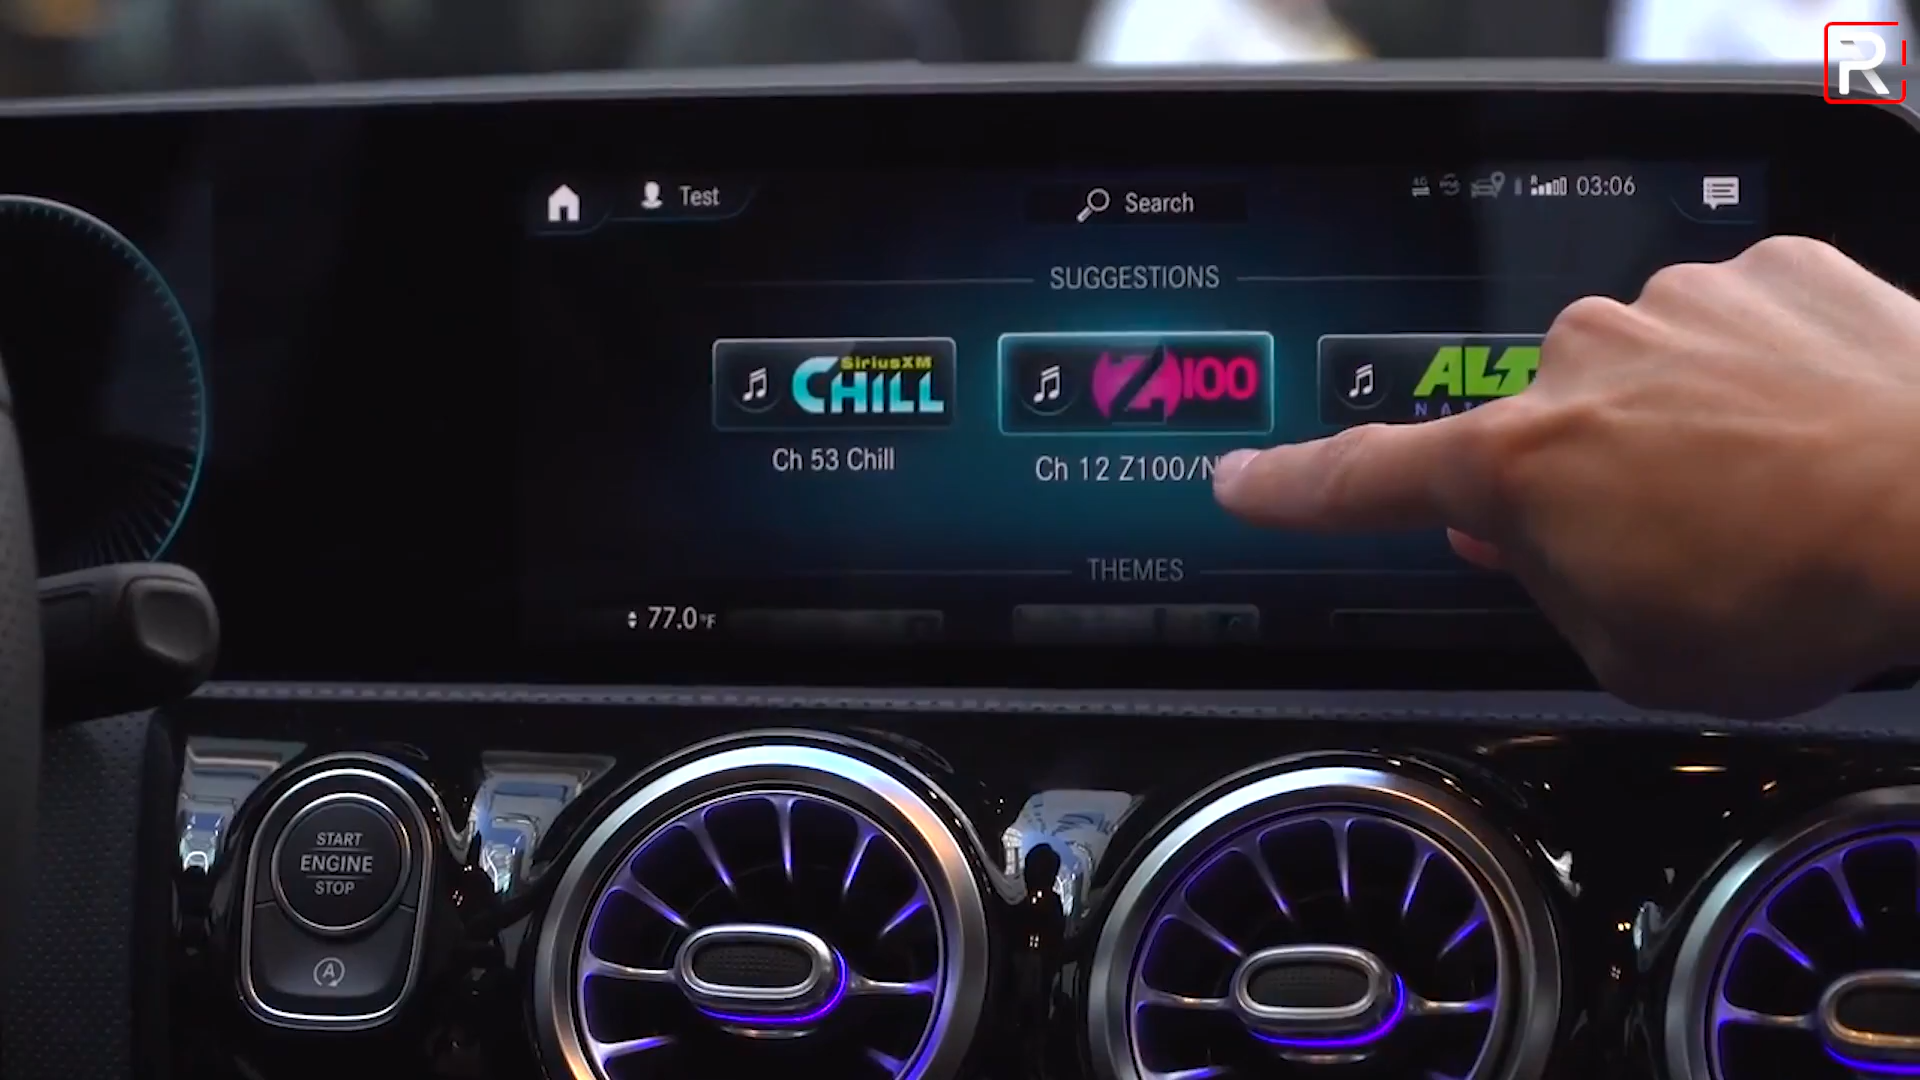 R
Test
Search
4G
03:06
SUGGESTIONS
SiriusXM
CHILL
Z100
Ch 53 Chill
Ch 12 Z100/
THEMES
77.0°F
START
ENGINE
STOP
A